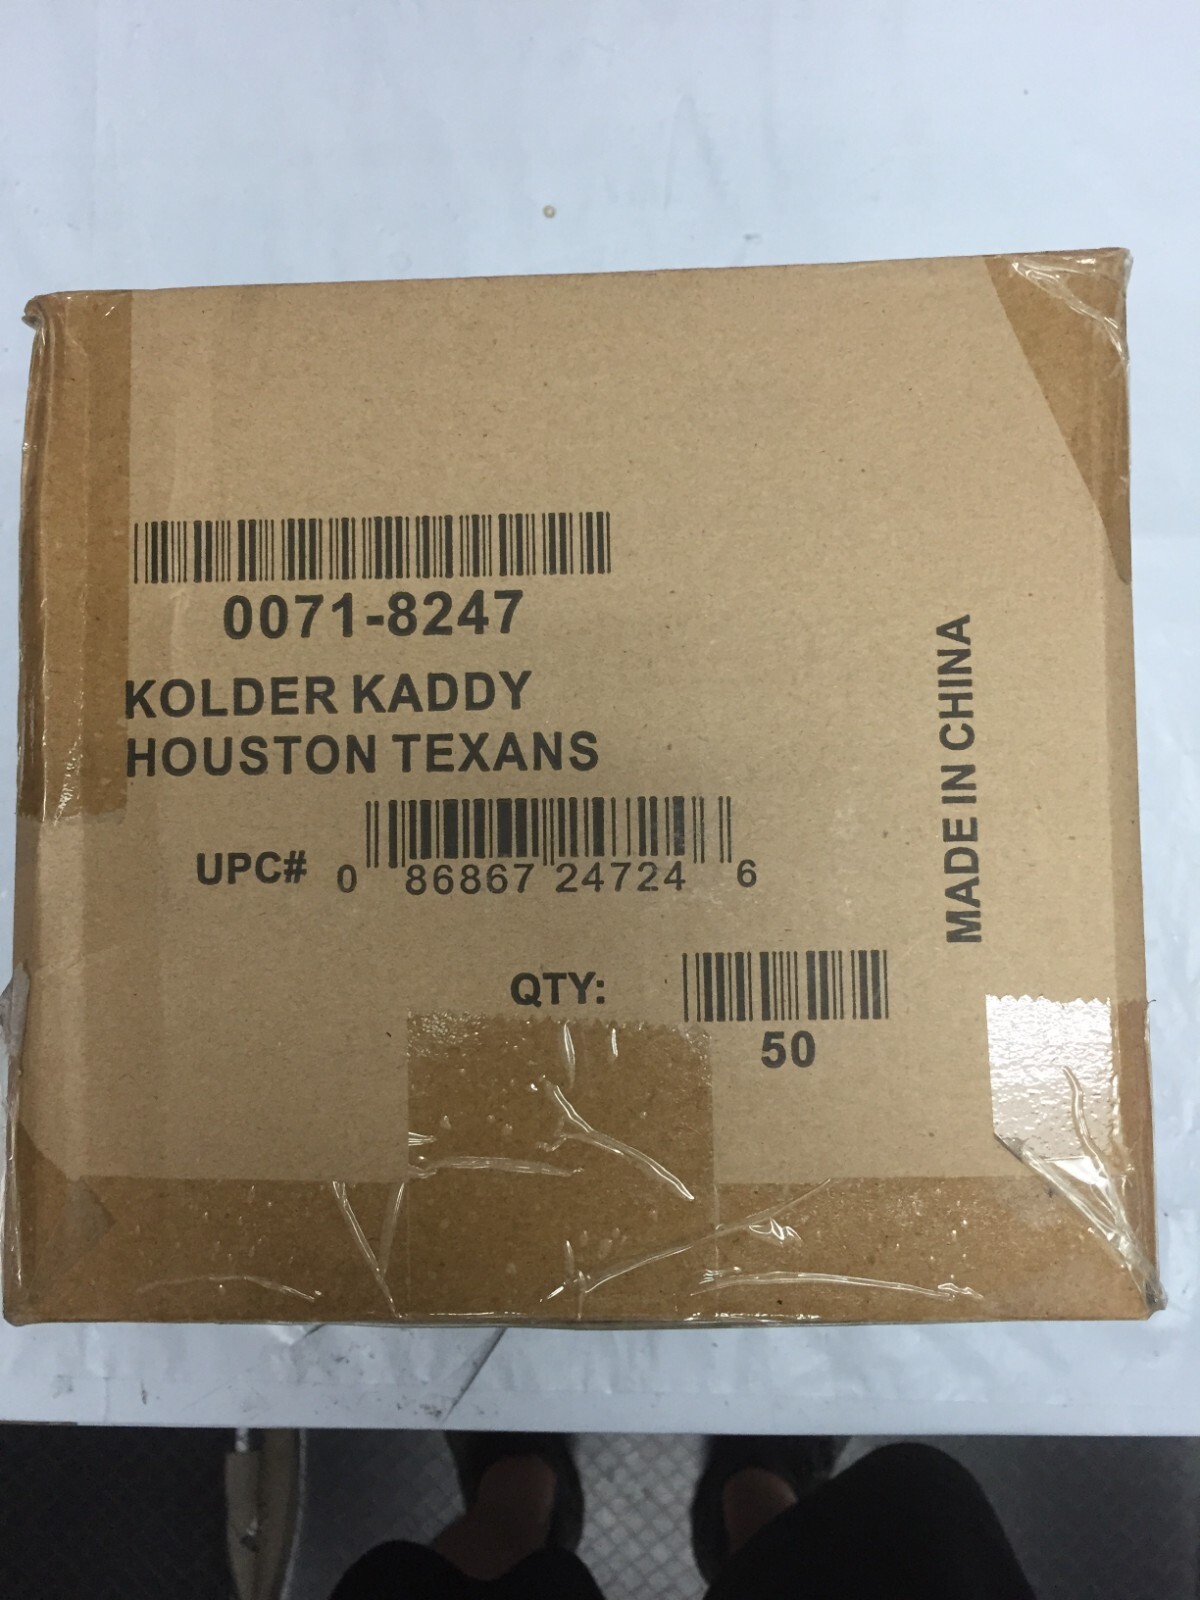 0071-8247
KOLDER KADDY
HOUSTON TEXANS
UPC# 0 86867 24724 6
QTY:
50
MADE IN CHINA